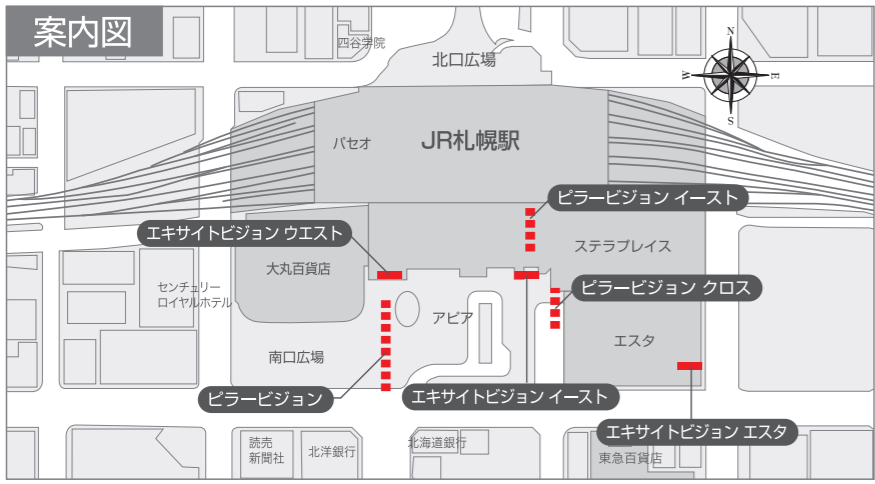 案内図
四谷学院
北口広場
N
W
E
S
パセオ
JR札幌駅
ピラービジョン イースト
エキサイトビジョン ウエスト
ステラプレイス
大丸百貨店
センチュリー
ロイヤルホテル
ピラービジョン クロス
アピア
エスタ
南口広場
ピラービジョン
エキサイトビジョン イースト
エキサイトビジョン エスタ
読売
新聞社
北洋銀行
北海道銀行
東急百貨店